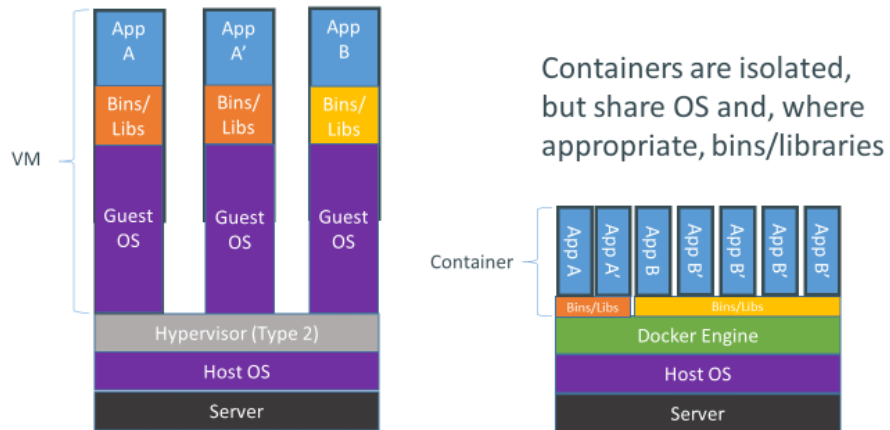 VM
App
A
App
A’
App
B
Bins/
Libs
Bins/
Libs
Bins/
Libs
Guest
OS
Guest
OS
Guest
OS
Hypervisor (Type 2)
Host OS
Server
Containers are isolated,
but share OS and, where
appropriate, bins/libraries
Container
App A
App A’
App B
App B’
App B’
App B’
App B’
Bins/Libs
Bins/Libs
Docker Engine
Host OS
Server